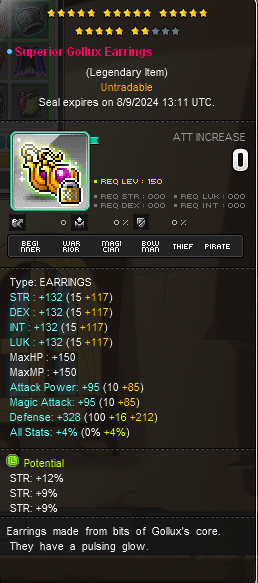 Superior Gollux Earrings
(Legendary Item)
Untradable
Seal expires on 8/9/2024 13:11 UTC.
ATT INCREASE
0
REQ LEV : 150
REQ STR : 000
REQ LUK : 000
REQ DEX : 000
REQ INT : 000
0
0 %
0 %
BEGINNER WARRIOR MAGICIAN BOWMAN THIEF PIRATE
Type: EARRINGS
STR : +132 (15 +117)
DEX : +132 (15 +117)
INT : +132 (15 +117)
LUK : +132 (15 +117)
MaxHP : +150
MaxMP : +150
Attack Power: +95 (10 +85)
Magic Attack: +95 (10 +85)
Defense: +328 (100 +16 +212)
All Stats: +4% (0% +4%)
Potential
STR: +12%
STR: +9%
STR: +9%
Earrings made from bits of Gollux's core.
They have a pulsing glow.